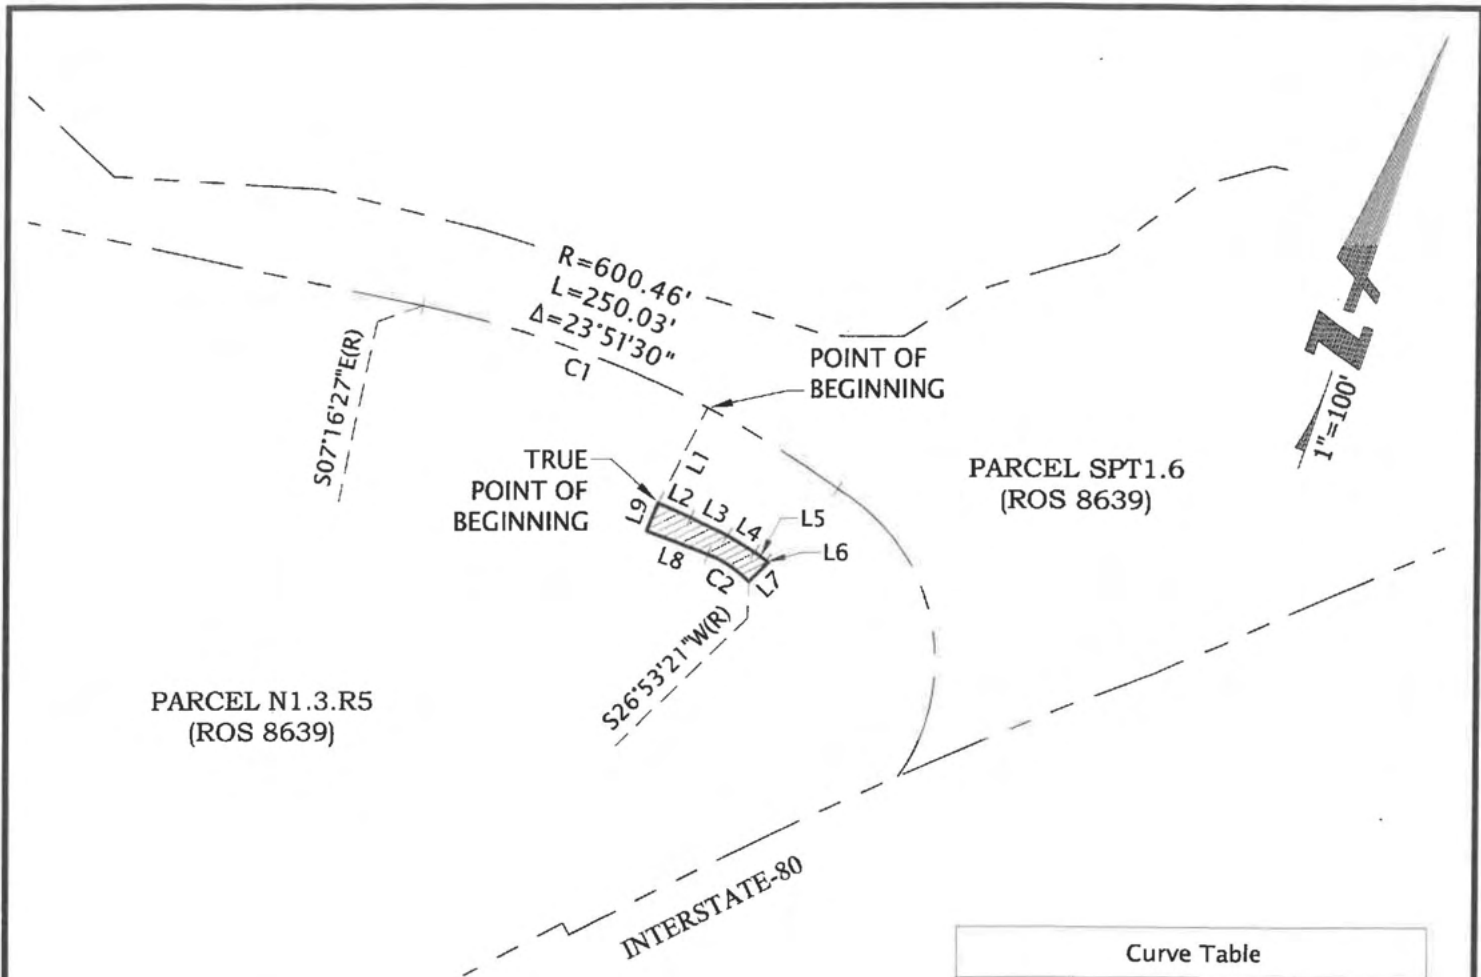 R=600.46'
L=250.03'
Δ=23°51'30"
C1
POINT OF
BEGINNING
S07°16'27"E(R)
L1
TRUE
POINT OF
BEGINNING
PARCEL SPT1.6
(ROS 8639)
1"=100'
Z
L9
L2
L3
L4
L5
L6
L8
C2
L7
S26°53'21"W(R)
PARCEL N1.3.R5
(ROS 8639)
INTERSTATE-80
Curve Table